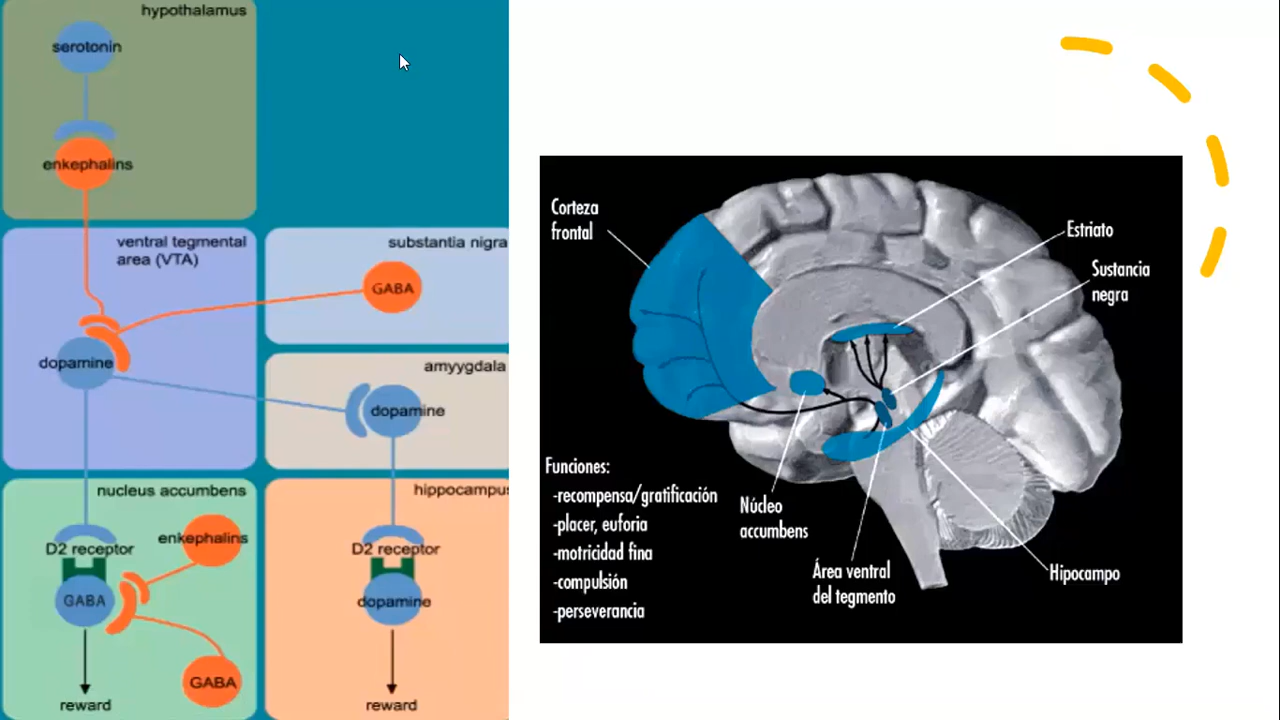 hypothalamus
serotonin
enkephalins
ventral tegmental
area (VTA)
dopamine
substantia nigra
GABA
amyygdala
dopamine
nucleus accumbens
D2 receptor
enkephalins
GABA
GABA
reward
hippocampus
D2 receptor
dopamine
reward
Corteza
frontal
Estriato
Sustancia
negra
Funciones:
-recompensa/gratificación
-placer, euforia
-motricidad fina
-compulsión
-perseverancia
Núcleo
accumbens
Área ventral
del tegmento
Hipocampo